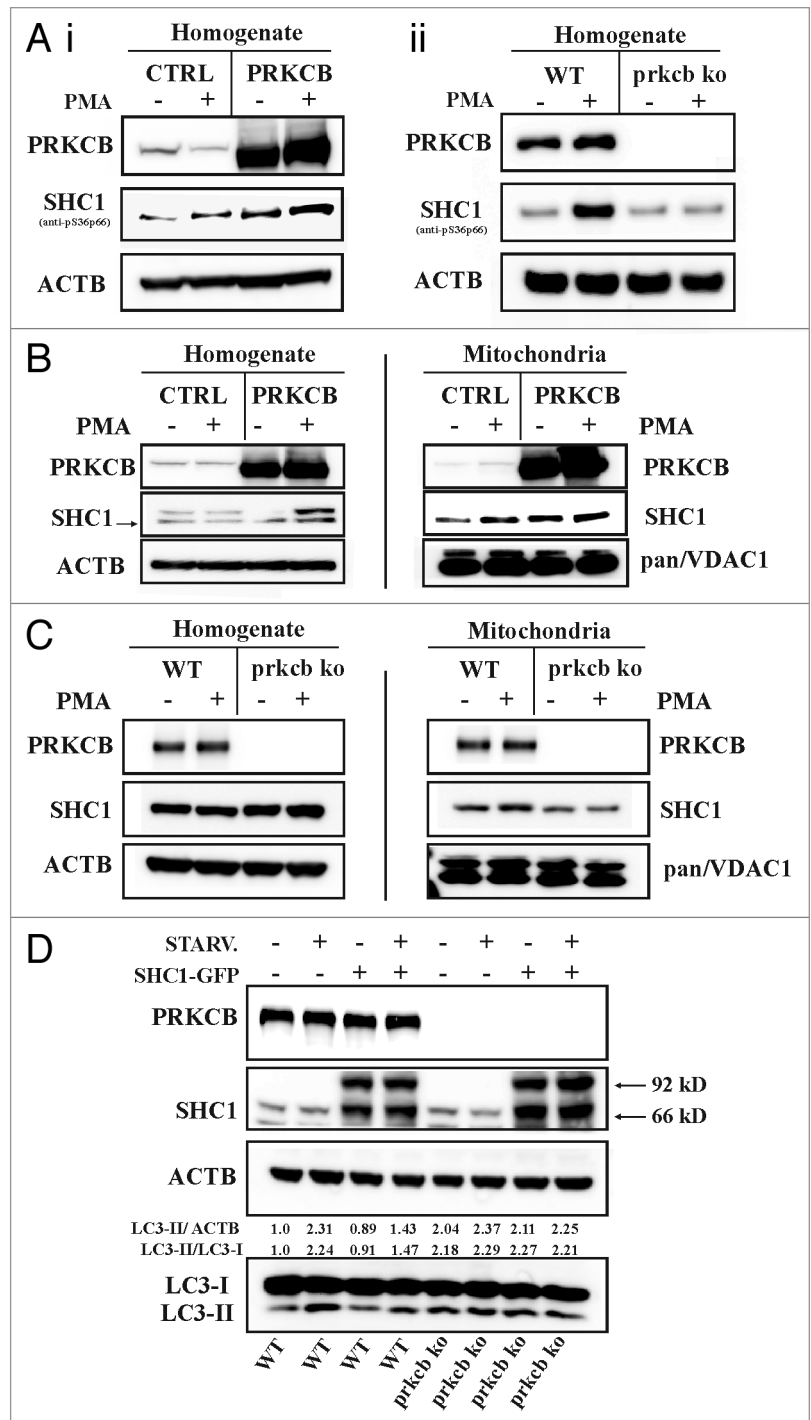 A i
Homogenate
CTRL PRKCB
PMA - + - +
PRKCB
SHC1
(anti-pS36p66)
ACTB
ii
Homogenate
WT prkcb ko
PMA - + - +
PRKCB
SHC1
(anti-pS36p66)
ACTB
B
Homogenate
CTRL PRKCB
PMA - + - +
PRKCB
SHC1
ACTB
Mitochondria
CTRL PRKCB
- + - + PMA
PRKCB
SHC1
pan/VDAC1
C
Homogenate
WT prkcb ko
PMA - + - +
PRKCB
SHC1
ACTB
Mitochondria
WT prkcb ko
- + - + PMA
PRKCB
SHC1
pan/VDAC1
D
STARV. - + - + - + - +
SHC1-GFP - - + + - - + +
PRKCB
SHC1
92 kD
66 kD
ACTB
LC3-II/ ACTB 1.0 2.31 0.89 1.43 2.04 2.37 2.11 2.25
LC3-II/LC3-I 1.0 2.24 0.91 1.47 2.18 2.29 2.27 2.21
LC3-I
LC3-II
WT WT WT WT prkcb ko prkcb ko prkcb ko prkcb ko